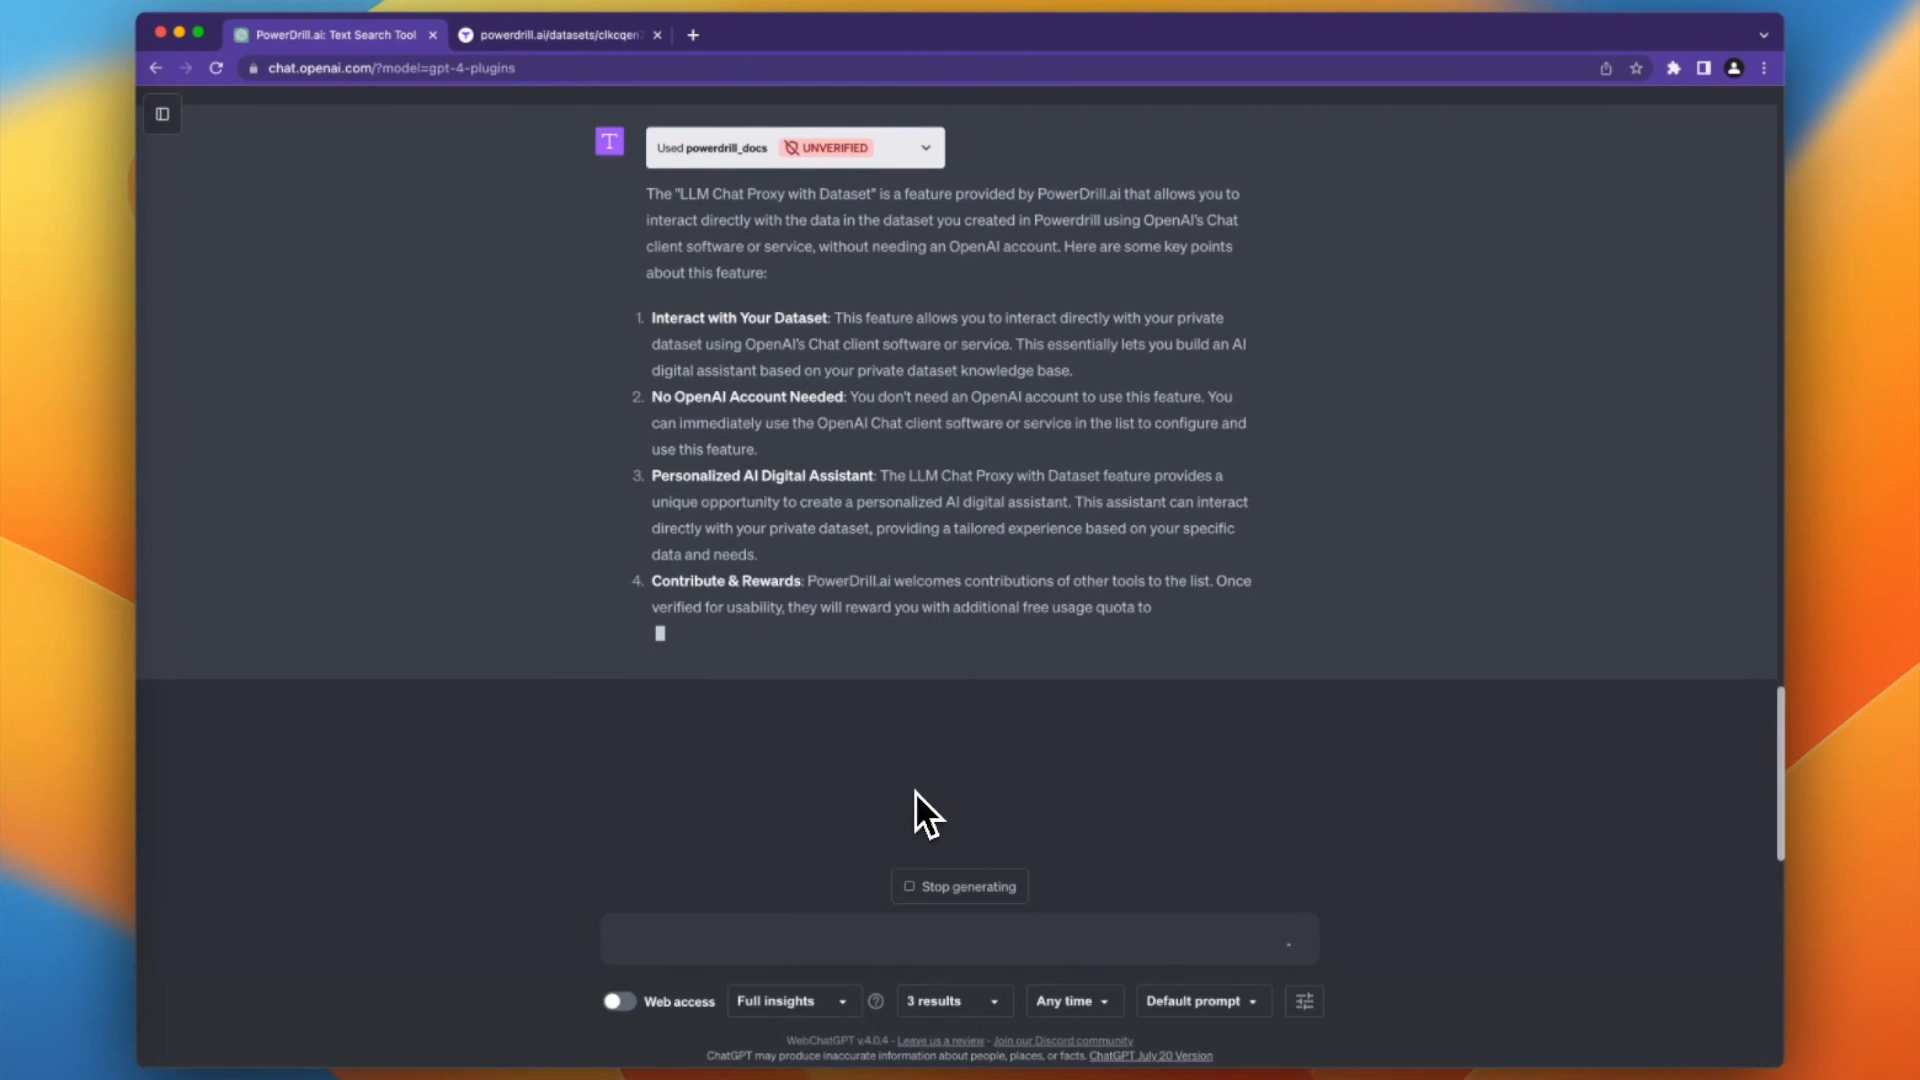 PowerDrill.ai: Text Search Tool
powerdrill.ai/datasets/clkcqen
chat.openai.com/?model=gpt-4-plugins
T
Used powerdrill_docs UNVERIFIED
The "LLM Chat Proxy with Dataset" is a feature provided by PowerDrill.ai that allows you to
interact directly with the data in the dataset you created in Powerdrill using OpenAI's Chat
client software or service, without needing an OpenAI account. Here are some key points
about this feature:
1. Interact with Your Dataset: This feature allows you to interact directly with your private
dataset using OpenAI's Chat client software or service. This essentially lets you build an AI
digital assistant based on your private dataset knowledge base.
2. No OpenAI Account Needed: You don't need an OpenAI account to use this feature. You
can immediately use the OpenAI Chat client software or service in the list to configure and
use this feature.
3. Personalized AI Digital Assistant: The LLM Chat Proxy with Dataset feature provides a
unique opportunity to create a personalized AI digital assistant. This assistant can interact
directly with your private dataset, providing a tailored experience based on your specific
data and needs.
4. Contribute & Rewards: PowerDrill.ai welcomes contributions of other tools to the list. Once
verified for usability, they will reward you with additional free usage quota to
Stop generating
Web access Full insights 3 results Any time Default prompt
WebChatGPT v.4.0.4 - Leave us a review - Join our Discord community
ChatGPT may produce inaccurate information about people, places, or facts. ChatGPT July 20 Version